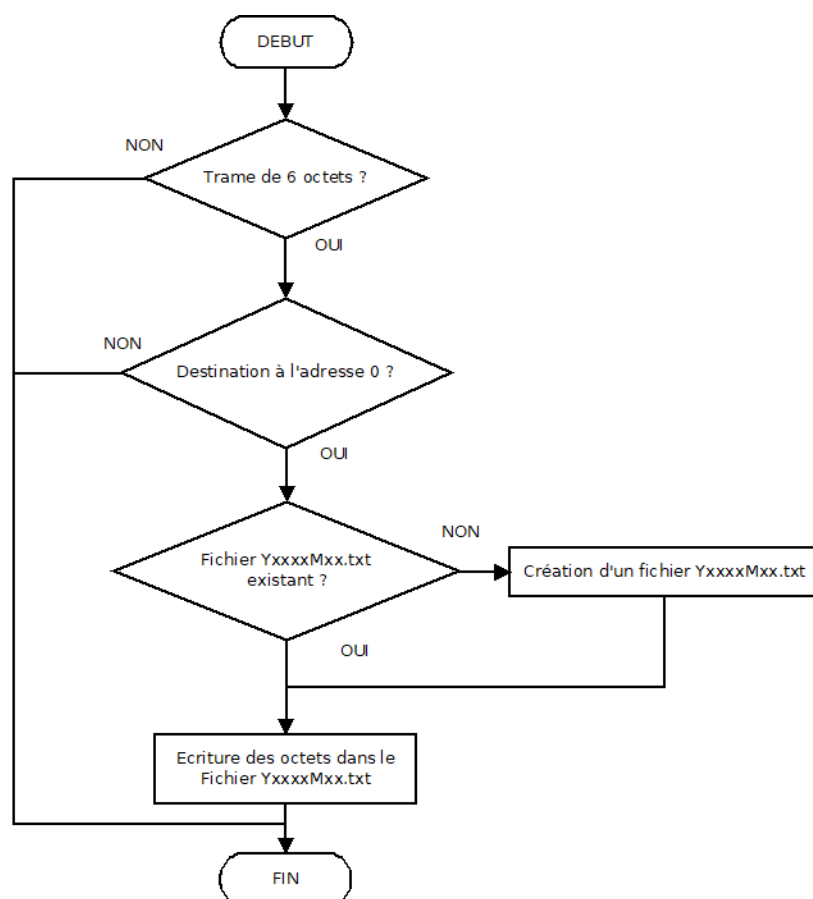 DEBUT
NON
Trame de 6 octets ?
OUI
NON
Destination à l'adresse 0 ?
OUI
NON
Fichier YxxxxMxx.txt
existant ?
Création d'un fichier YxxxxMxx.txt
OUI
Ecriture des octets dans le
Fichier YxxxxMxx.txt
FIN